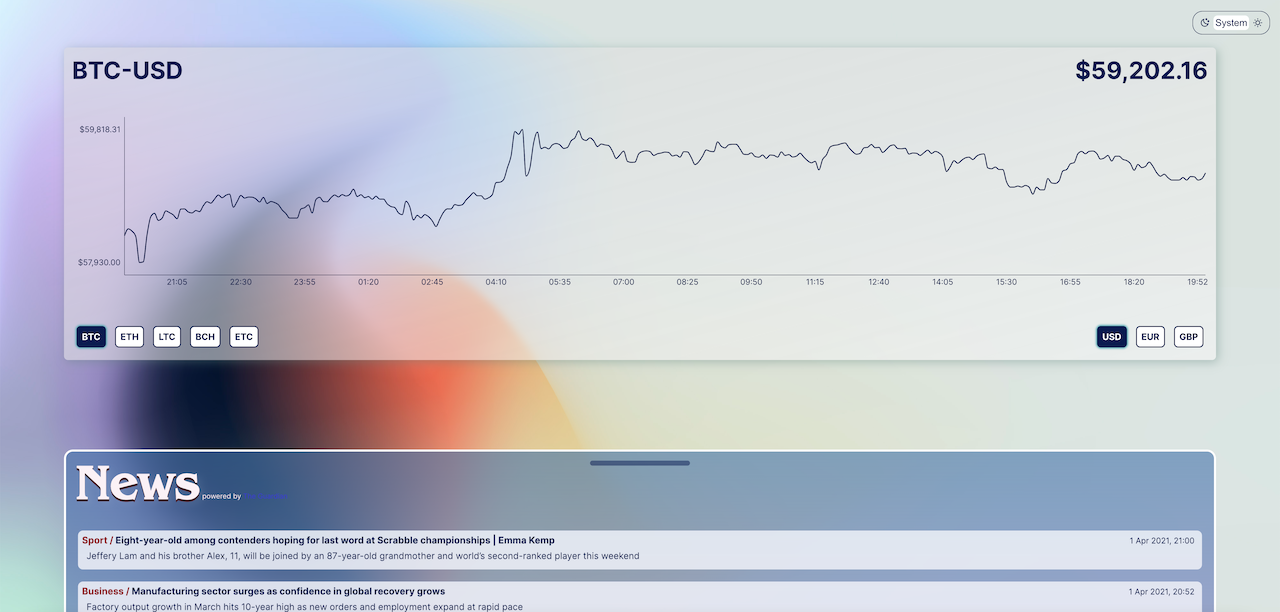 System
BTC-USD
$59,202.16
$59,818.31
$57,930.00
21:05 22:30 23:55 01:20 02:45 04:10 05:35 07:00 08:25 09:50 11:15 12:40 14:05 15:30 16:55 18:20 19:52
BTC ETH LTC BCH ETC
USD EUR GBP
News powered by
Sport / Eight-year-old among contenders hoping for last word at Scrabble championships | Emma Kemp
1 Apr 2021, 21:00
Jeffery Lam and his brother Alex, 11, will be joined by an 87-year-old grandmother and world's second-ranked player this weekend
Business / Manufacturing sector surges as confidence in global recovery grows
1 Apr 2021, 20:52
Factory output growth in March hits 10-year high as new orders and employment expand at rapid pace